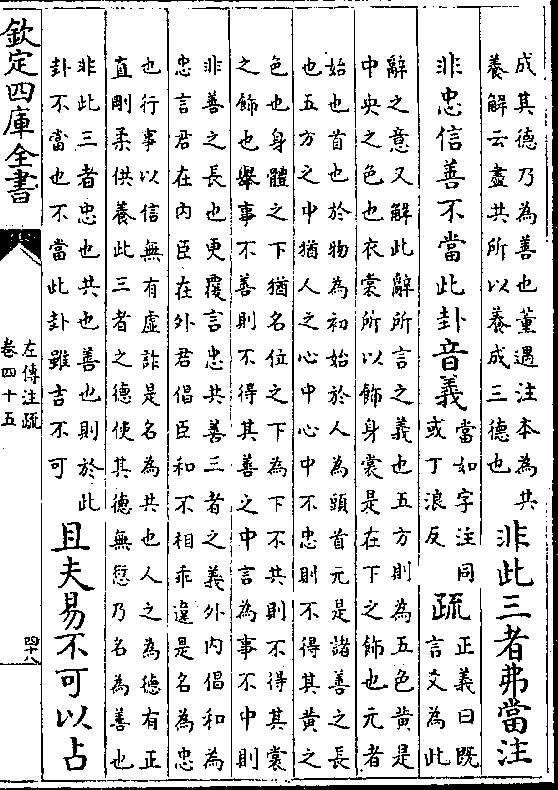 成其德乃為善也董遇注本為共
養解云盡共所以養成三德也
非此三者弗當注
非忠信善不當此卦音義
當如字注同
或丁浪反
疏
正義曰既
言爻為此
辭之意又解此辭所言之義也五方則為五色黃是
中央之色也衣裳所以飾身裳是在下之飾也元者
始也首也於物為初始於人為頭首元是諸善之長
也五方之中猶人之心中心中不忠則不得其黃之
色也身體之下猶名位之下為下不共則不得其裳
之飾也舉事不善則不得其善之中言為事不中則
非善之長也更覆言忠共善三者之義外內倡和為
忠言君在內臣在外君倡臣和不相乖違是名為忠
也行事以信無有虛詐是名為共也人之為德有正
直剛柔供養此三者之德使其德無愆乃名為善也
非此三者忠也共也善也則於此
卦不當也不當此卦雖吉不可
且夫易不可以占
欽定四庫全書
左傳注疏
卷四十五
四十八